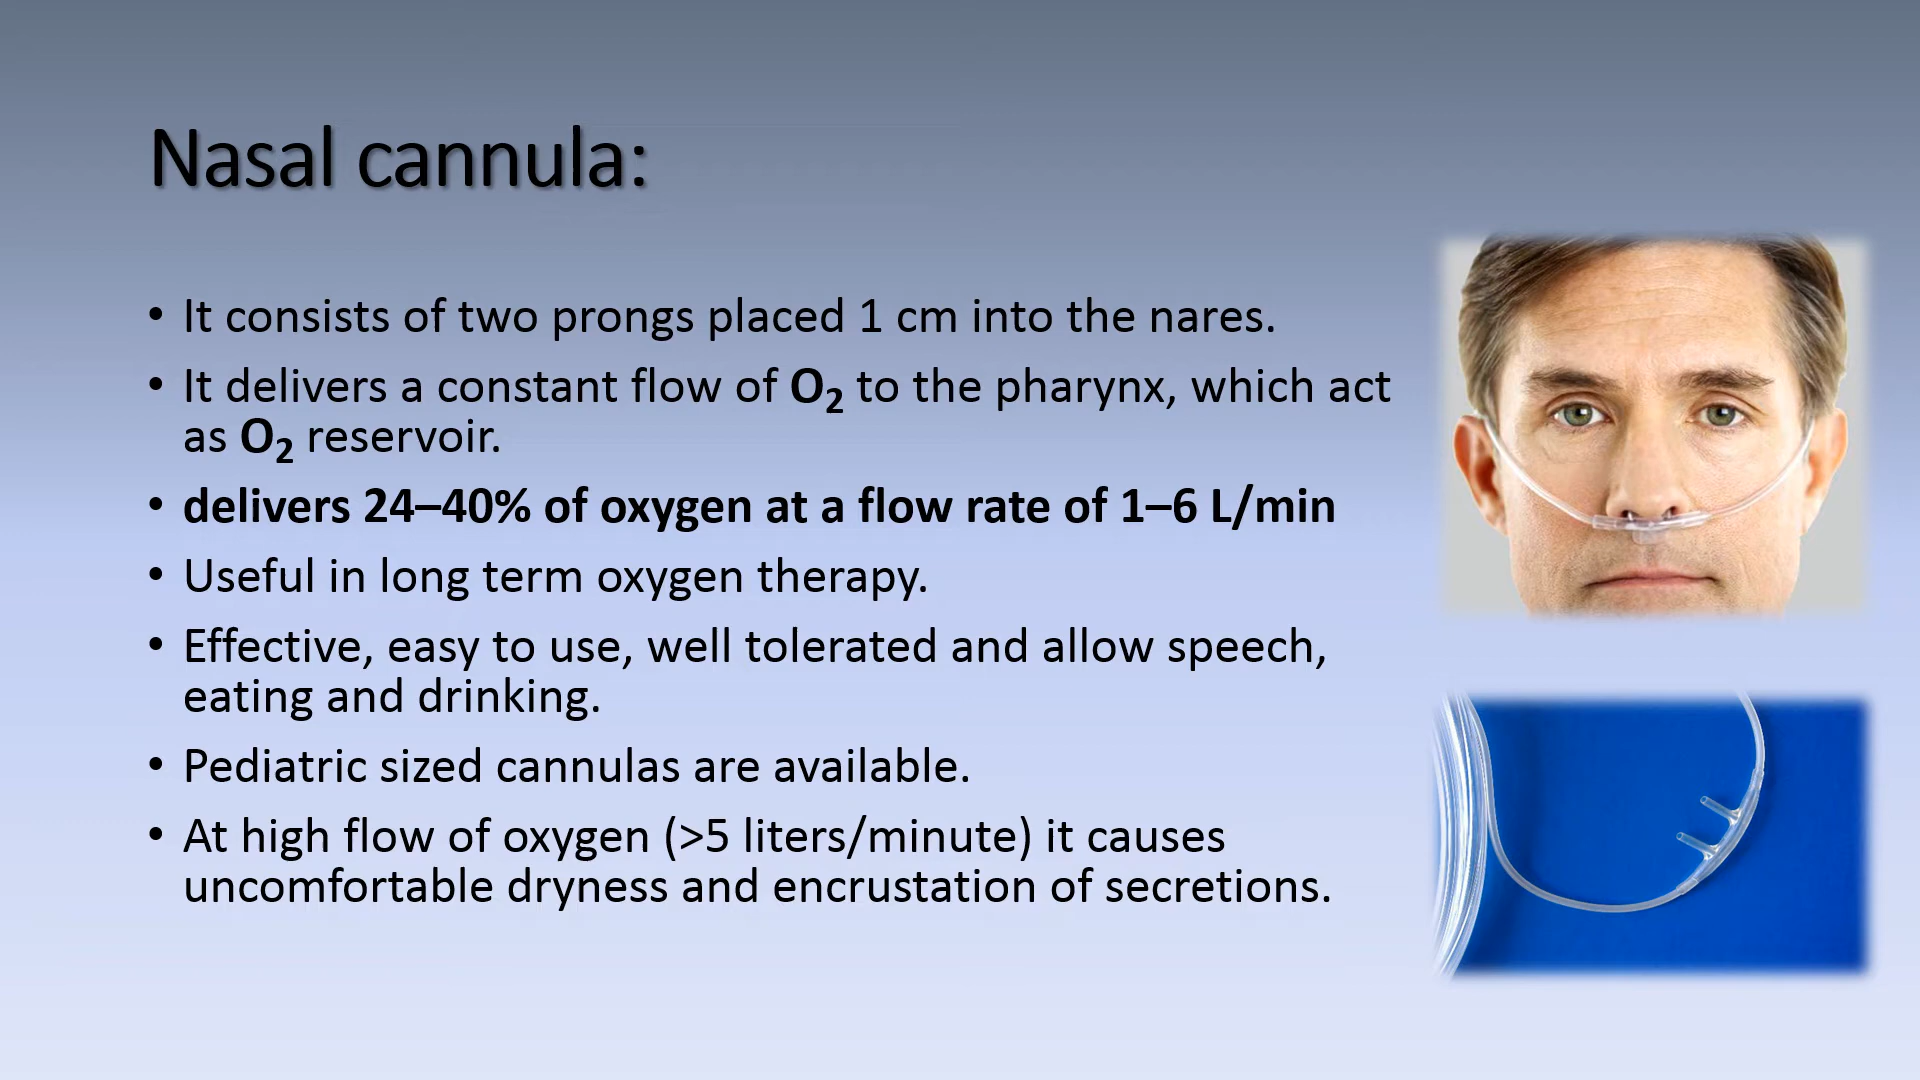 Nasal cannula:
• It consists of two prongs placed 1 cm into the nares.
• It delivers a constant flow of O₂ to the pharynx, which act
as O₂ reservoir.
• delivers 24–40% of oxygen at a flow rate of 1–6 L/min
• Useful in long term oxygen therapy.
• Effective, easy to use, well tolerated and allow speech,
eating and drinking.
• Pediatric sized cannulas are available.
• At high flow of oxygen (>5 liters/minute) it causes
uncomfortable dryness and encrustation of secretions.